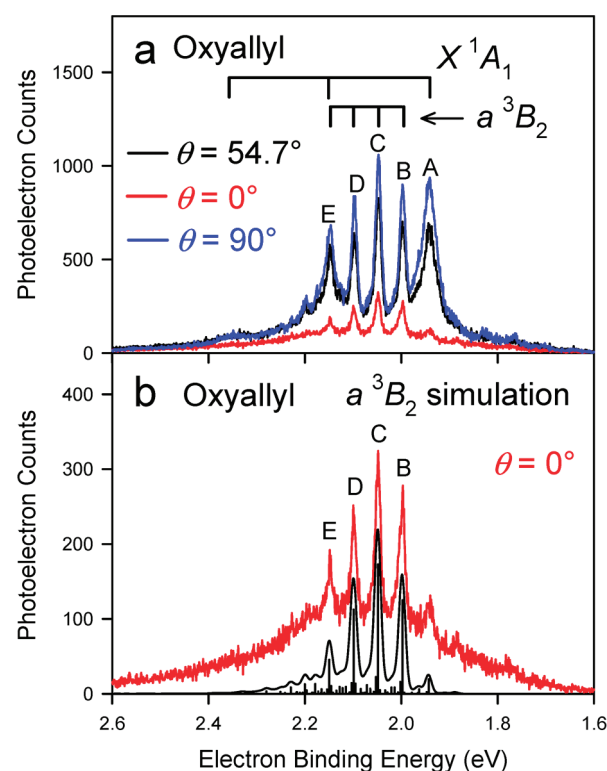 a Oxyallyl X ¹A₁
a ³B₂
θ = 54.7°
θ = 0°
θ = 90°
E D C B A
Photoelectron Counts
1500
1000
500
0
b Oxyallyl a ³B₂ simulation
θ = 0°
E D C B
Photoelectron Counts
400
300
200
100
0
2.6 2.4 2.2 2.0 1.8 1.6
Electron Binding Energy (eV)